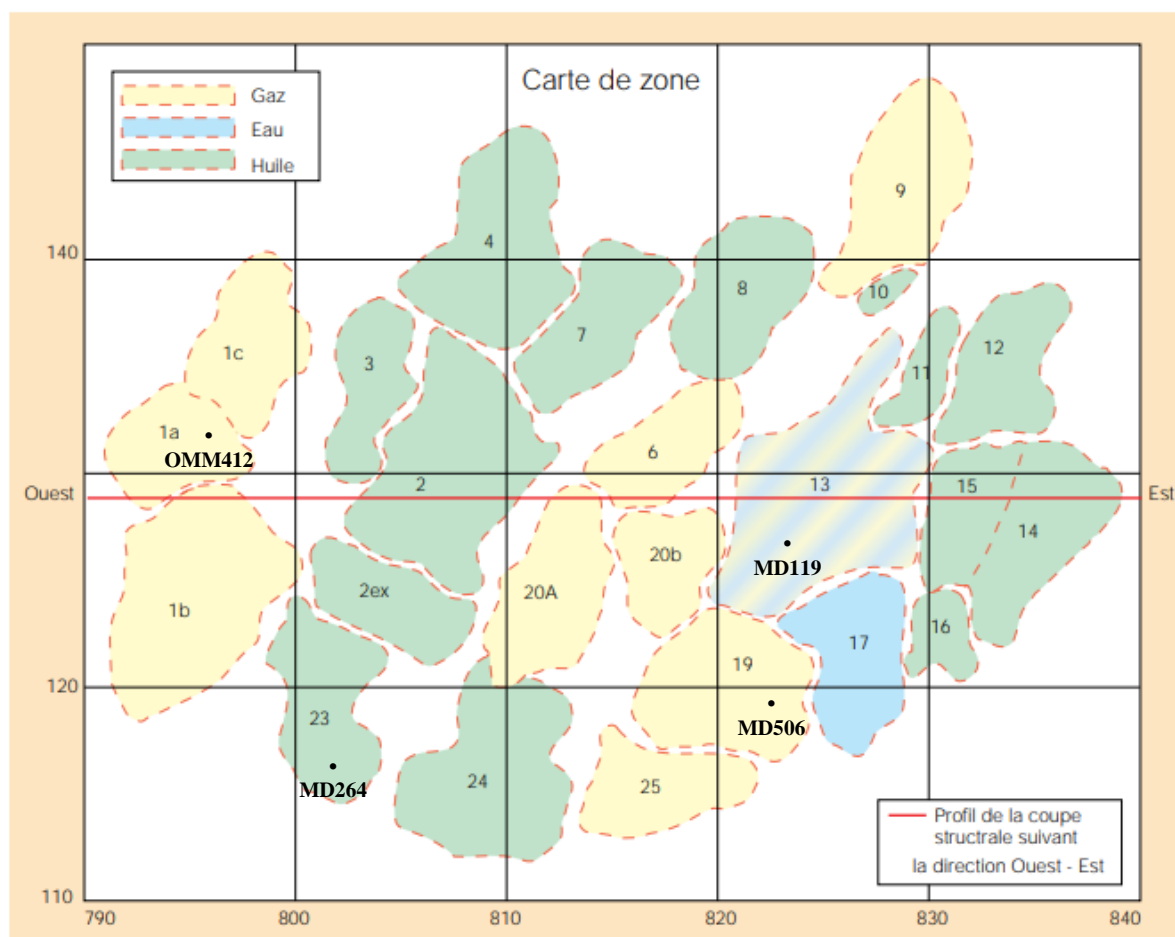 Carte de zone
Gaz
Eau
Huile
9
4
140
8
10
7
1c
12
3
11
1a
OMM412
6
Ouest
2
13
15
Est
14
MD119
20b
2ex
20A
1b
16
17
19
120
MD506
23
24
25
MD264
Profil de la coupe
structrale suivant
la direction Ouest - Est
110
790
800
810
820
830
840